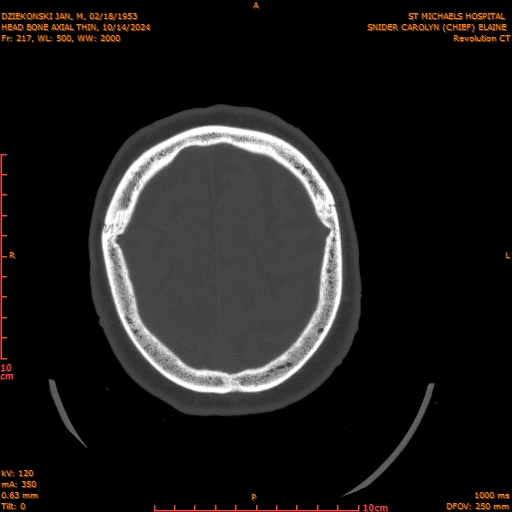 A
DZIEKONSKI JAN, M, 02/18/1953
ST MICHAELS HOSPITAL
HEAD BONE AXIAL THIN, 10/14/2024
SNIDER CAROLYN (CHIEF) ELAINE
Fr: 217, WL: 500, WW: 2000
Revolution CT
R
L
10
cm
kV: 120
mA: 350
0.63 mm
P
1000 ms
Tilt: 0
10cm
DFOV: 250 mm